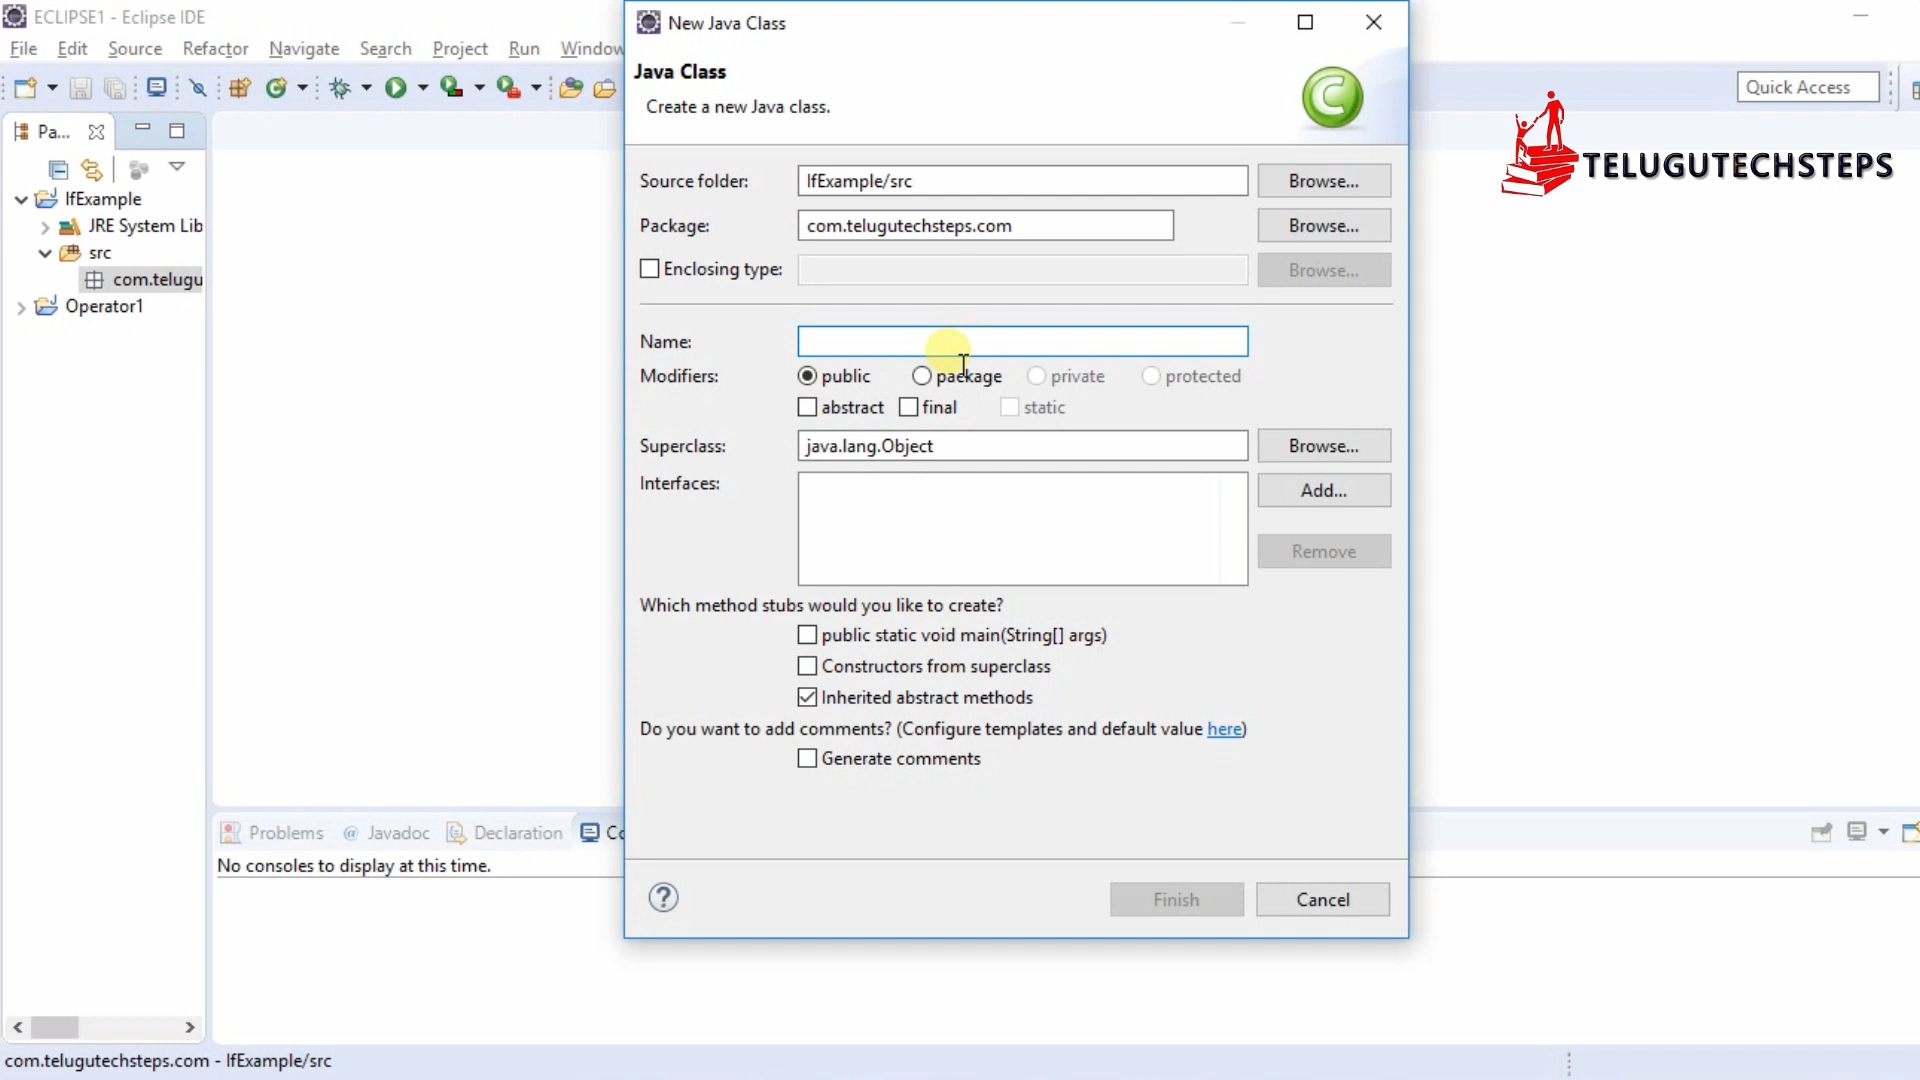 ECLIPSE1 - Eclipse IDE
File Edit Source Refactor Navigate Search Project Run Window
Quick Access
Pa...
IfExample
JRE System Lib
src
com.telugu
Operator1
New Java Class
Java Class
Create a new Java class.
C
Source folder: IfExample/src Browse...
Package: com.telugutechsteps.com Browse...
Enclosing type: Browse...
Name:
Modifiers: public package private protected
abstract final static
Superclass: java.lang.Object Browse...
Interfaces: Add...
Remove
Which method stubs would you like to create?
public static void main(String[] args)
Constructors from superclass
Inherited abstract methods
Do you want to add comments? (Configure templates and default value here)
Generate comments
? Finish Cancel
TELUGUTECHSTEPS
Problems @ Javadoc Declaration Co
No consoles to display at this time.
com.telugutechsteps.com - IfExample/src